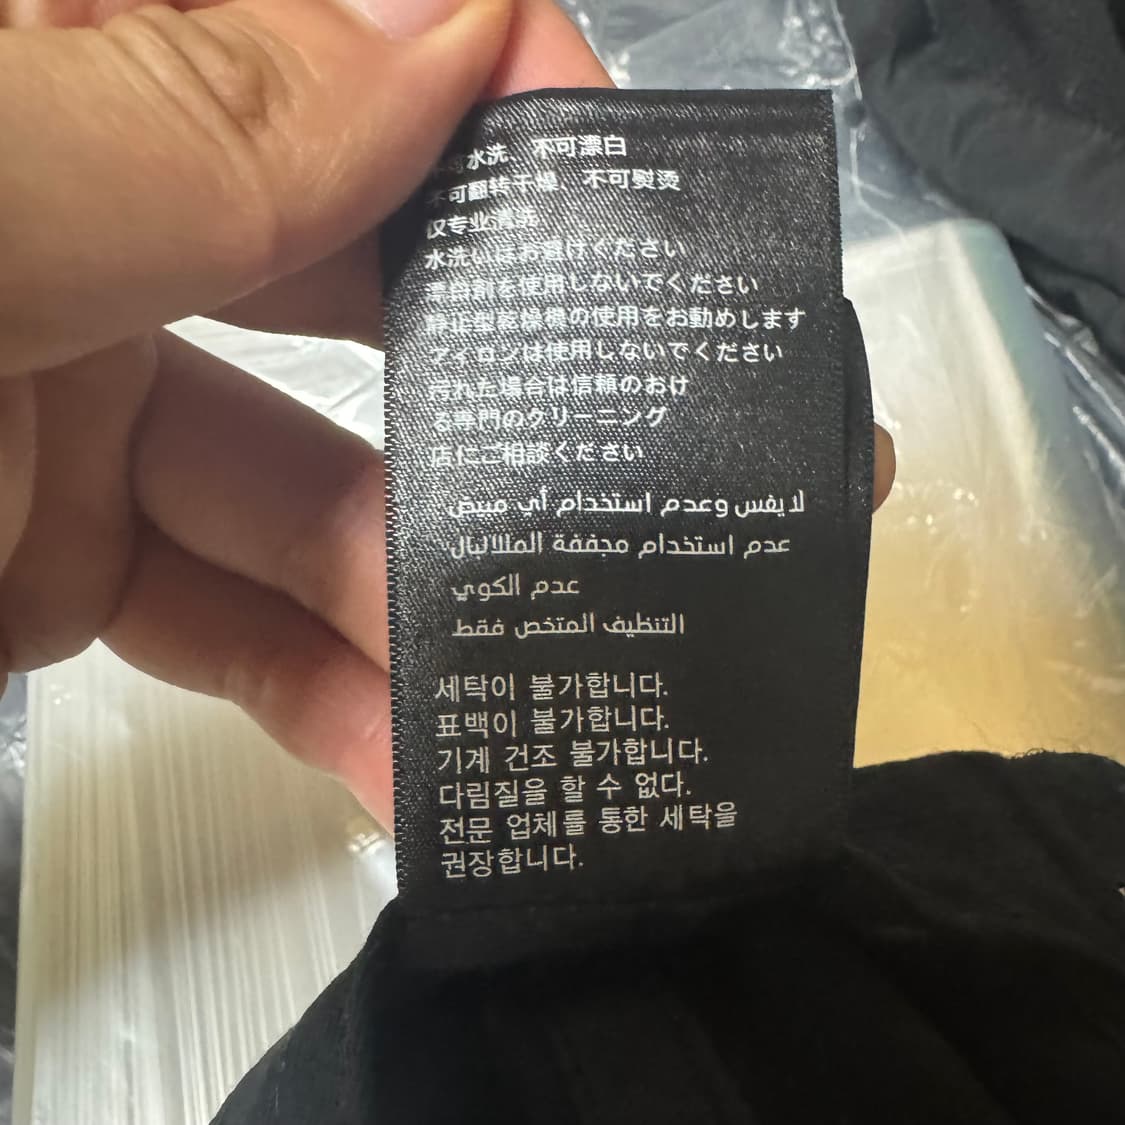 不可水洗、不可漂白
不可翻转干燥、不可熨烫
仅专业清洗
水洗いはお避けください
漂白剤を使用しないでください
静止型乾燥機の使用をお勧めします
アイロンは使用しないでください
汚れた場合は信頼のおけ
る専門のクリーニング
店にご相談ください
لا يغس وعدم استخدام أي مبيض
عدم استخدام مجففة الملالبال
عدم الكوي
التنظيف المتخص فقط
세탁이 불가합니다.
표백이 불가합니다.
기계 건조 불가합니다.
다림질을 할 수 없다.
전문 업체를 통한 세탁을
권장합니다.